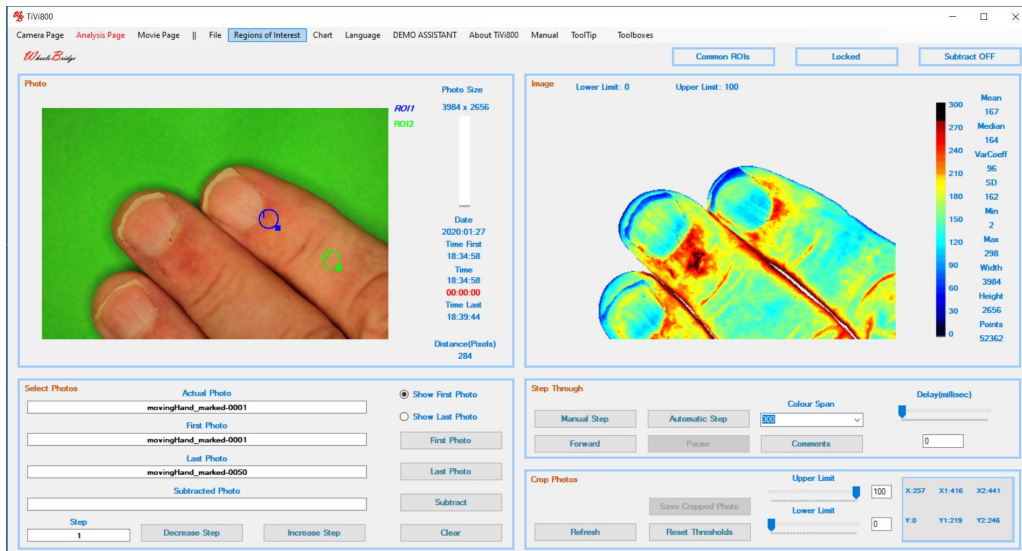 TiVi800
Camera Page Analysis Page Movie Page || File Regions of Interest Chart Language DEMO ASSISTANT About TiVi800 Manual ToolTip Toolboxes
WheelsBridge
Common ROIs Locked Subtract OFF
Photo
Photo Size
3984 x 2656
ROI1
ROI2
Date
2020:01:27
Time First
18:34:58
Time
18:34:58
00:00:00
Time Last
18:39:44
Distance(Pixels)
284
Image Lower Limit: 0 Upper Limit: 100
300
270
240
210
180
150
120
90
60
30
0
Mean
167
Median
164
VarCoeff
96
SD
162
Min
2
Max
298
Width
3984
Height
2656
Points
52362
Select Photos
Actual Photo
movingHand_marked-0001
First Photo
movingHand_marked-0001
Last Photo
movingHand_marked-0050
Subtracted Photo
Step
1
Decrease Step Increase Step
Show First Photo
Show Last Photo
First Photo
Last Photo
Subtract
Clear
Step Through
Manual Step Automatic Step
Forward Pause
Colour Span
300
Comments
Delay(millisec)
0
Crop Photos
Save Cropped Photo
Refresh Reset Thresholds
Upper Limit
100
Lower Limit
0
X:257 X1:416 X2:441
Y:0 Y1:219 Y2:246